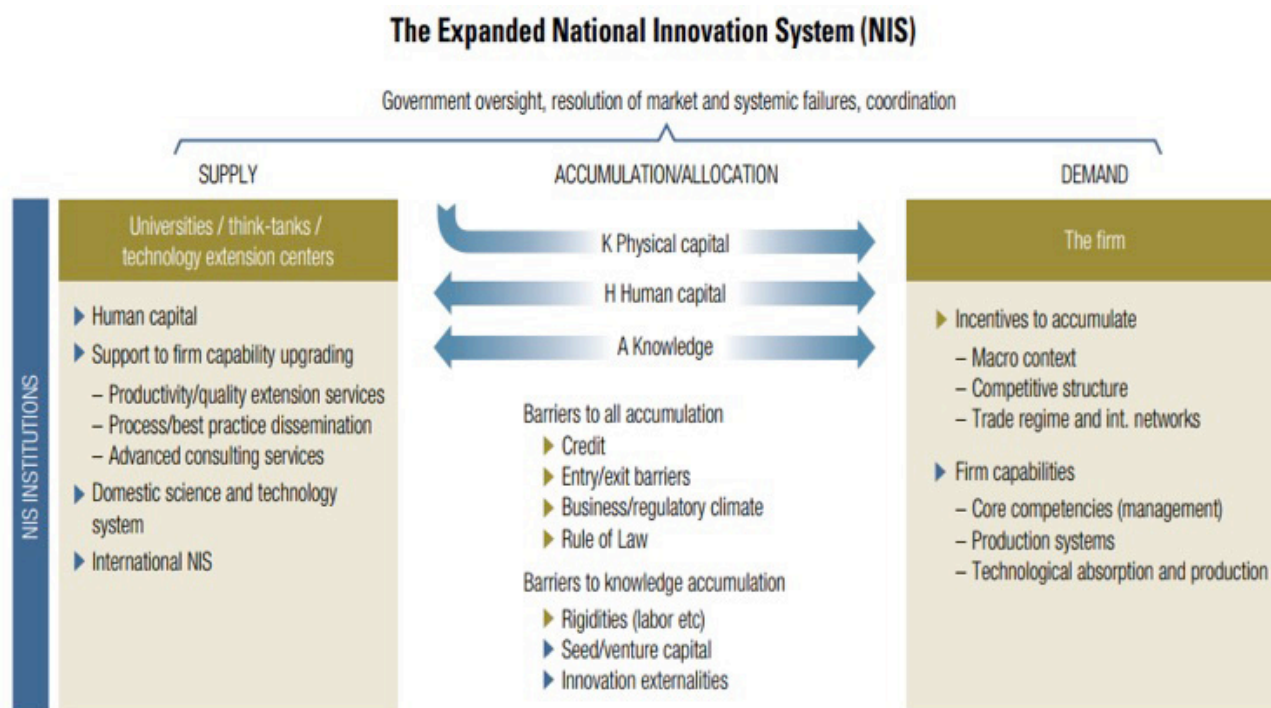 The Expanded National Innovation System (NIS)
Government oversight, resolution of market and systemic failures, coordination
SUPPLY
ACCUMULATION/ALLOCATION
DEMAND
NIS INSTITUTIONS
Universities / think-tanks /
technology extension centers
Human capital
Support to firm capability upgrading
– Productivity/quality extension services
– Process/best practice dissemination
– Advanced consulting services
Domestic science and technology
system
International NIS
K Physical capital
H Human capital
A Knowledge
Barriers to all accumulation
Credit
Entry/exit barriers
Business/regulatory climate
Rule of Law
Barriers to knowledge accumulation
Rigidities (labor etc)
Seed/venture capital
Innovation externalities
The firm
Incentives to accumulate
– Macro context
– Competitive structure
– Trade regime and int. networks
Firm capabilities
– Core competencies (management)
– Production systems
– Technological absorption and production